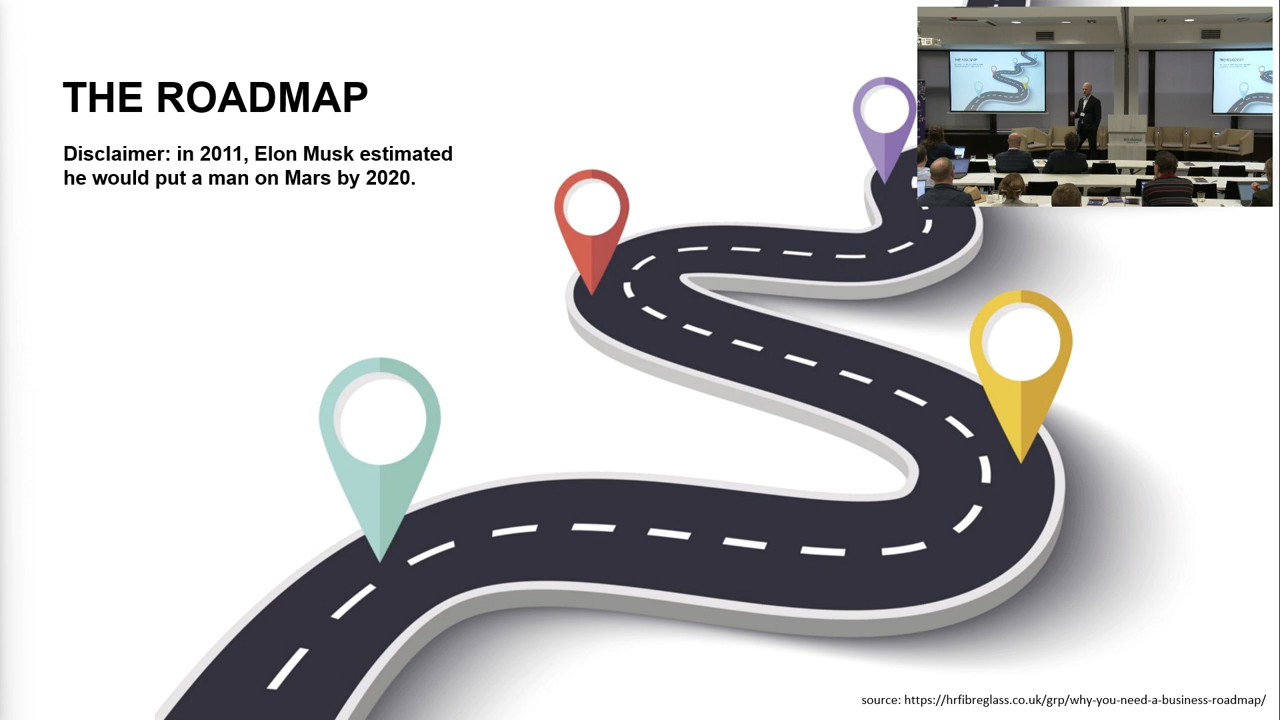 THE ROADMAP
Disclaimer: in 2011, Elon Musk estimated
he would put a man on Mars by 2020.
source: https://hrfibreglass.co.uk/grp/why-you-need-a-business-roadmap/